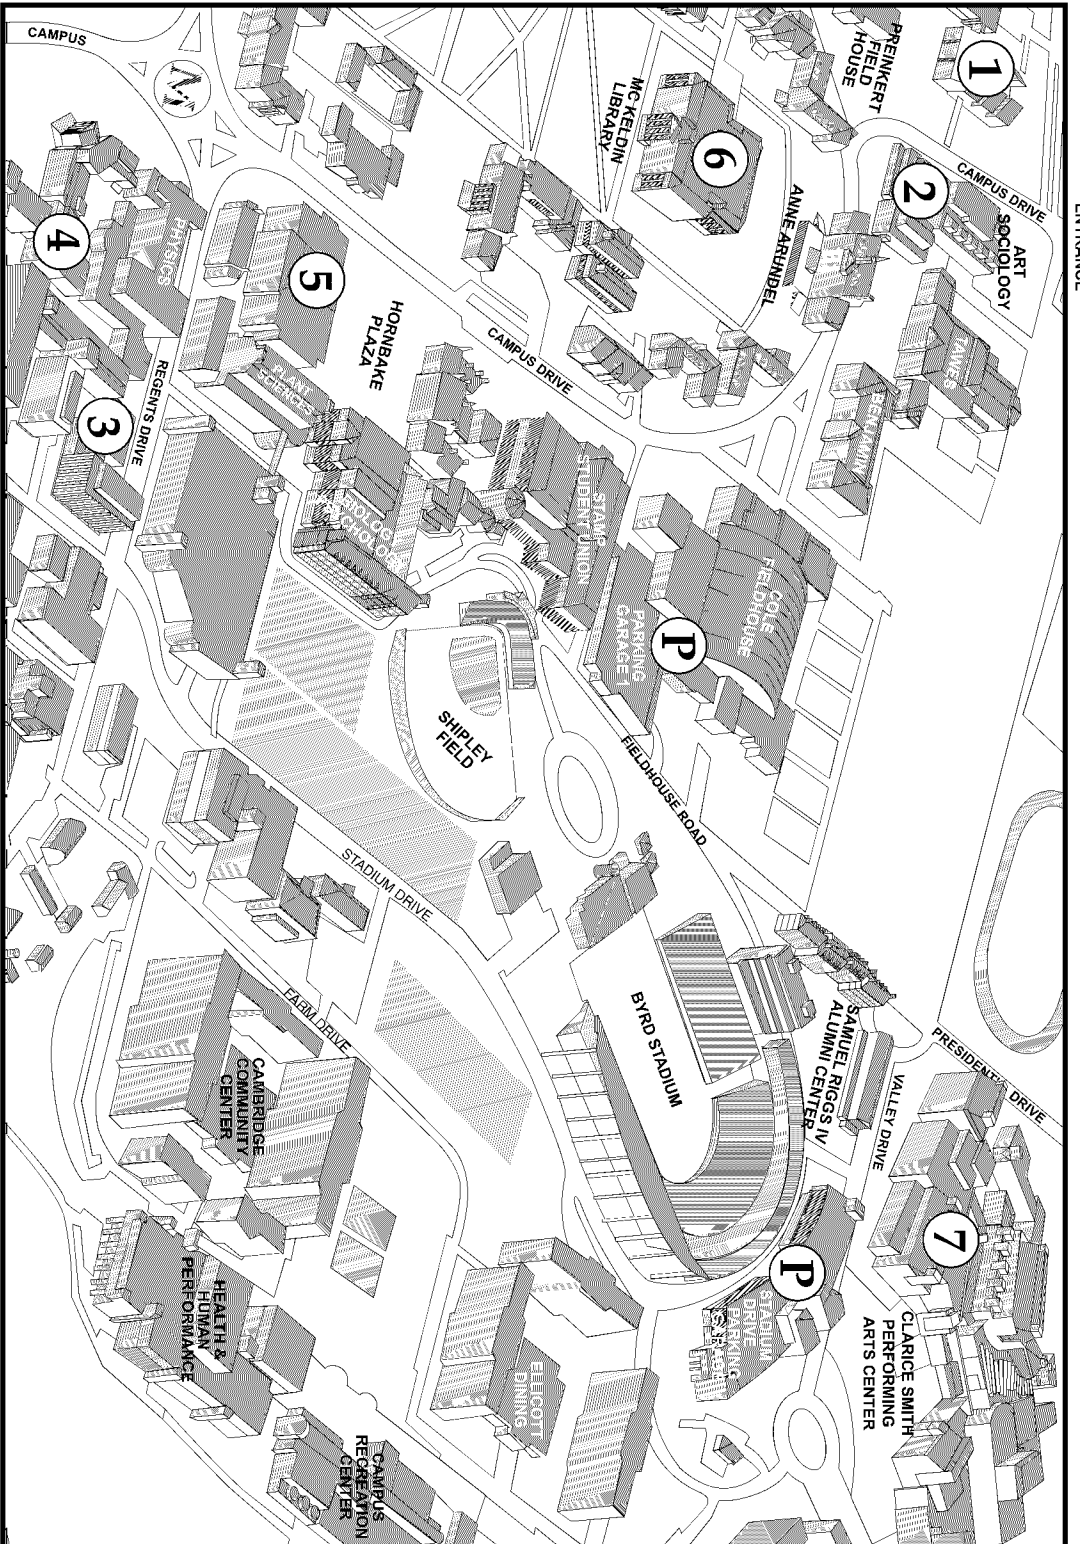 ENTRANCE
1
PREINKERT
FIELD
HOUSE
CAMPUS DRIVE
2
ART
SOCIOLOGY
6
MC KELDIN
LIBRARY
ANNE ARUNDEL
TAWES
BENJAMIN
CAMPUS
N
PHYSICS
4
5
HORNBAKE
PLAZA
CAMPUS DRIVE
REGENTS DRIVE
3
PLANT
SCIENCES
BIOLOGY
PSYCHOLOGY
STAMP
STUDENT UNION
COLE
FIELDHOUSE
PARKING
GARAGE 1
P
SHIPLEY
FIELD
FIELDHOUSE ROAD
STADIUM DRIVE
BYRD STADIUM
SAMUEL RIGGS IV
ALUMNI CENTER
PRESIDENTIAL DRIVE
VALLEY DRIVE
7
CLARICE SMITH
PERFORMING
ARTS CENTER
P
STADIUM
DRIVE
PARKING
GARAGE
FARM DRIVE
CAMBRIDGE
COMMUNITY
CENTER
HEALTH &
HUMAN
PERFORMANCE
ELLICOTT
DINING
CAMPUS
RECREATION
CENTER